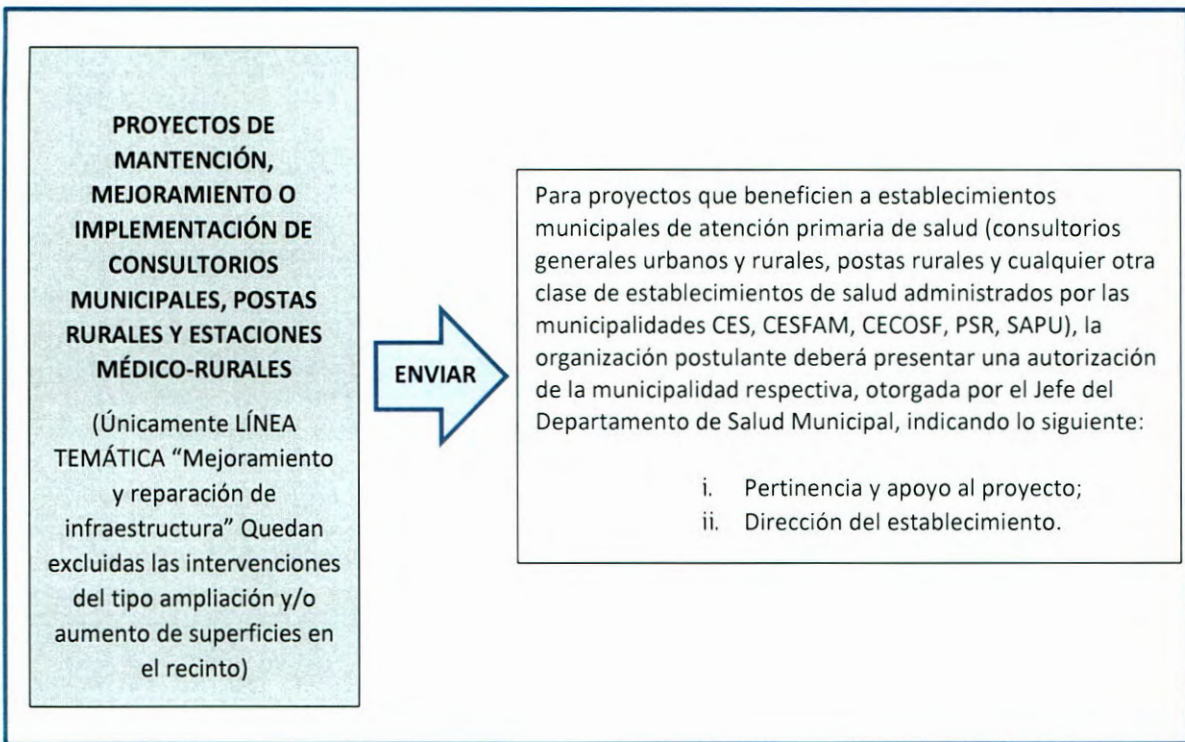 PROYECTOS DE
MANTENCIÓN,
MEJORAMIENTO O
IMPLEMENTACIÓN DE
CONSULTORIOS
MUNICIPALES, POSTAS
RURALES Y ESTACIONES
MÉDICO-RURALES
(Únicamente LÍNEA
TEMÁTICA “Mejoramiento
y reparación de
infraestructura” Quedan
excluidas las intervenciones
del tipo ampliación y/o
aumento de superficies en
el recinto)
ENVIAR
Para proyectos que beneficien a establecimientos
municipales de atención primaria de salud (consultorios
generales urbanos y rurales, postas rurales y cualquier otra
clase de establecimientos de salud administrados por las
municipalidades CES, CESFAM, CECOSF, PSR, SAPU), la
organización postulante deberá presentar una autorización
de la municipalidad respectiva, otorgada por el Jefe del
Departamento de Salud Municipal, indicando lo siguiente:
i. Pertinencia y apoyo al proyecto;
ii. Dirección del establecimiento.